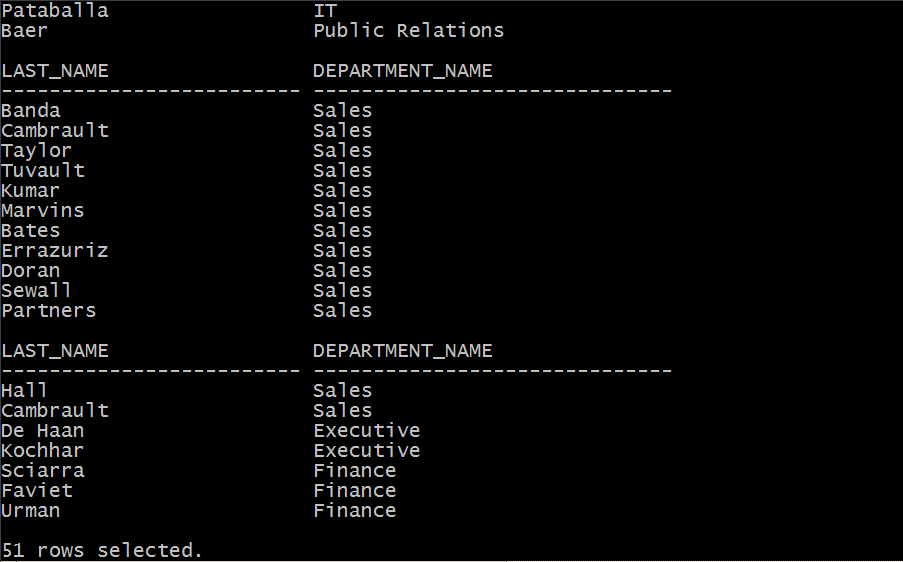 Pataballa                 IT
Baer                      Public Relations

LAST_NAME                 DEPARTMENT_NAME
------------------------- ------------------------------
Banda                     Sales
Cambrault                 Sales
Taylor                    Sales
Tuvault                   Sales
Kumar                     Sales
Marvins                   Sales
Bates                     Sales
Errazuriz                 Sales
Doran                     Sales
Sewall                    Sales
Partners                  Sales

LAST_NAME                 DEPARTMENT_NAME
------------------------- ------------------------------
Hall                      Sales
Cambrault                 Sales
De Haan                   Executive
Kochhar                   Executive
Sciarra                   Finance
Faviet                    Finance
Urman                     Finance

51 rows selected.